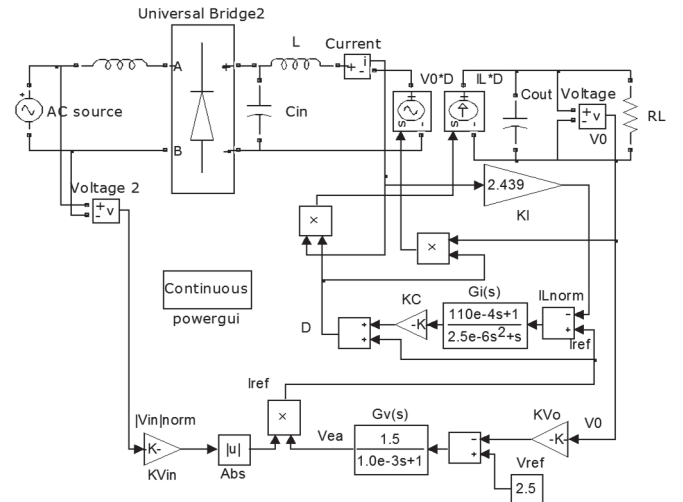 Universal Bridge2
L
Current
i
+
-
A
+
V0*D
IL*D
AC source
Cin
s
s
Cout
Voltage
+
-
v
V0
RL
B
-
Voltage 2
+
-
v
×
2.439
KI
×
Continuous
powergui
KC
Gi(s)
ILnorm
D
+
+
-K-
110e-4s+1
2.5e-6s²+s
-
+
Iref
Iref
×
|Vin|norm
K-
KVin
|u|
Abs
Vea
Gv(s)
1.5
1.0e-3s+1
-
+
KVo
-K-
V0
Vref
2.5